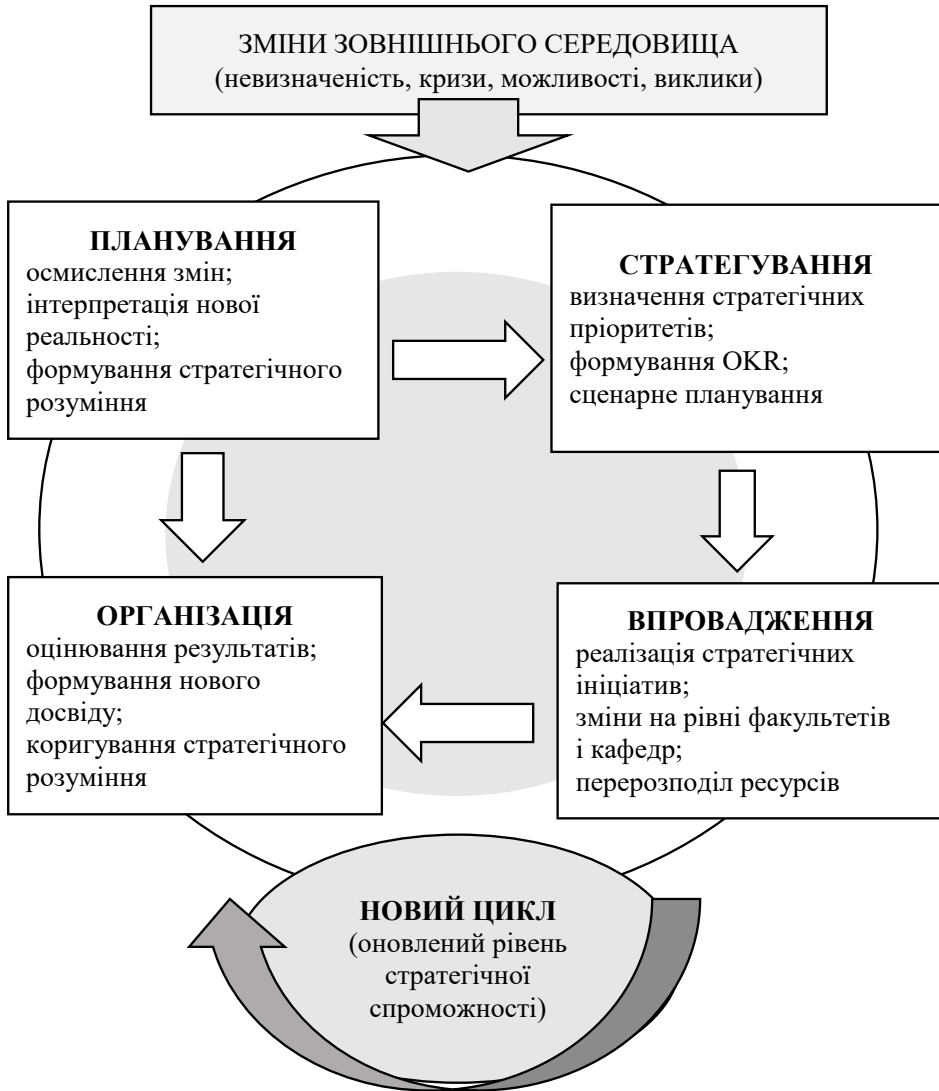 ЗМІНИ ЗОВНІШНЬОГО СЕРЕДОВИЩА
(невизначеність, кризи, можливості, виклики)
ПЛАНУВАННЯ
осмислення змін;
інтерпретація нової
реальності;
формування стратегічного
розуміння
СТРАТЕГУВАННЯ
визначення стратегічних
пріоритетів;
формування OKR;
сценарне планування
ОРГАНІЗАЦІЯ
оцінювання результатів;
формування нового
досвіду;
коригування стратегічного
розуміння
ВПРОВАДЖЕННЯ
реалізація стратегічних
ініціатив;
зміни на рівні факультетів
і кафедр;
перерозподіл ресурсів
НОВИЙ ЦИКЛ
(оновлений рівень
стратегічної
спроможності)